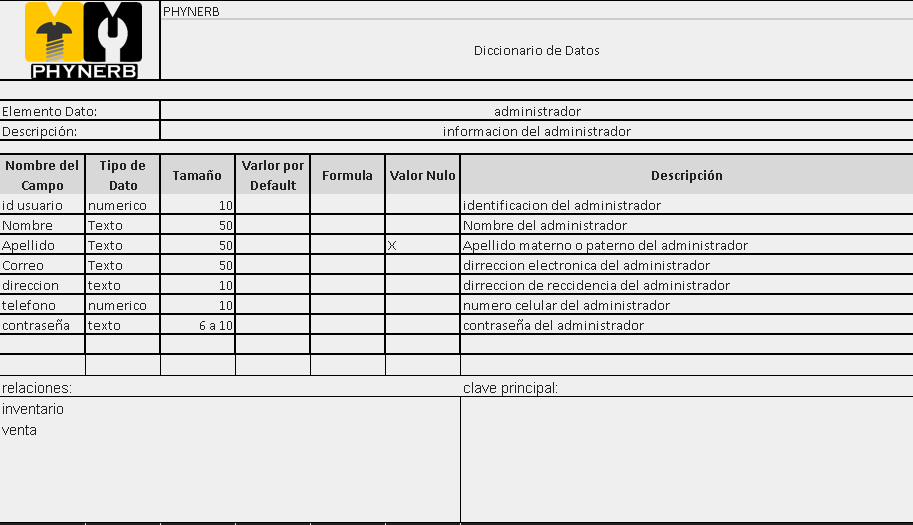 PHYNERB
PHYNERB
Diccionario de Datos
Elemento Dato: administrador
Descripción: informacion del administrador
Nombre del Campo Tipo de Dato Tamaño Varlor por Default Formula Valor Nulo Descripción
id usuario numerico 10 identificacion del administrador
Nombre Texto 50 Nombre del administrador
Apellido Texto 50 X Apellido materno o paterno del administrador
Correo Texto 50 dirreccion electronica del administrador
direccion texto 10 dirreccion de reccidencia del administrador
telefono numerico 10 numero celular del administrador
contraseña texto 6 a 10 contraseña del administrador
relaciones: clave principal:
inventario
venta